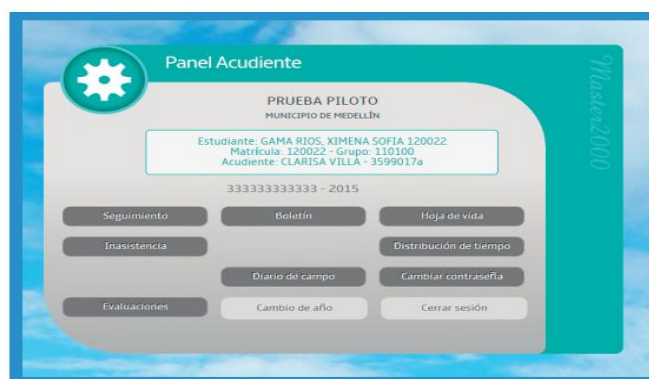 Panel Acudiente
Master2000
PRUEBA PILOTO
MUNICIPIO DE MEDELLÍN
Estudiante: GAMA RIOS, XIMENA SOFIA 120022
Matrícula: 120022 - Grupo: 110100
Acudiente: CLARISA VILLA - 3599017a
333333333333 - 2015
Seguimiento Boletín Hoja de vida
Inasistencia Distribución de tiempo
Diario de campo Cambiar contraseña
Evaluaciones Cambio de año Cerrar sesión